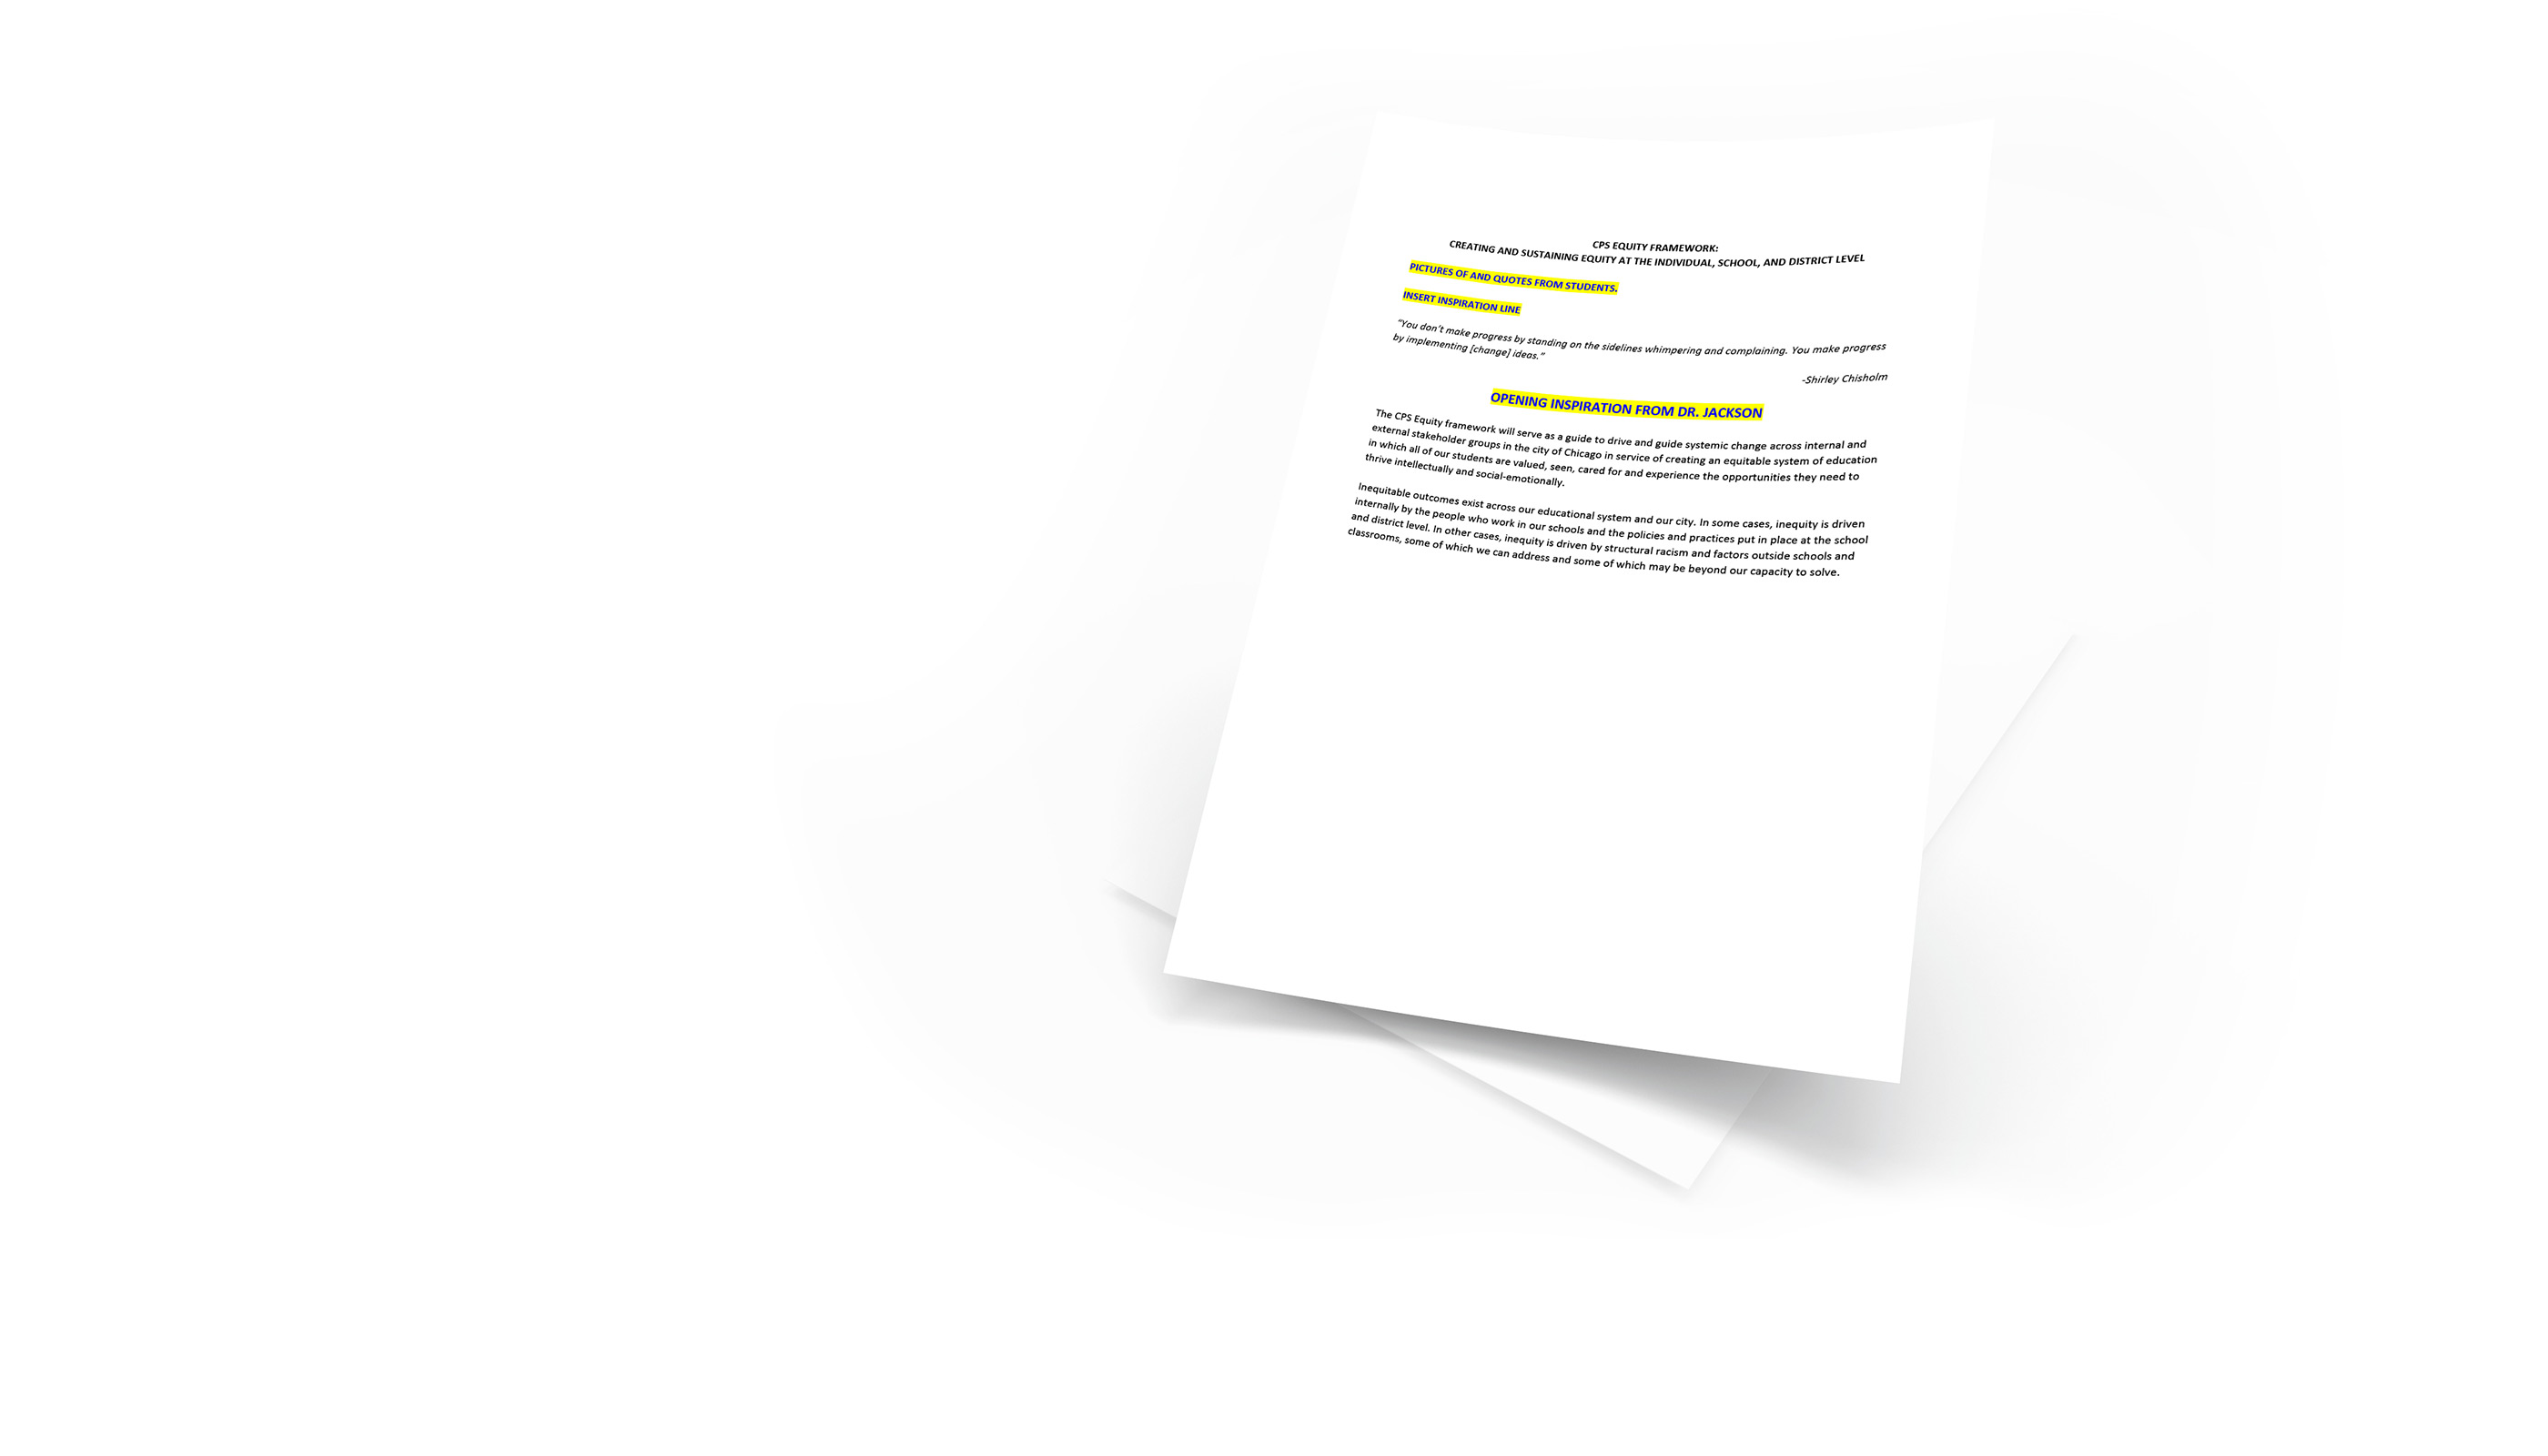 CPS EQUITY FRAMEWORK:
CREATING AND SUSTAINING EQUITY AT THE INDIVIDUAL, SCHOOL, AND DISTRICT LEVEL
PICTURES OF AND QUOTES FROM STUDENTS.
INSERT INSPIRATION LINE
“You don’t make progress by standing on the sidelines whimpering and complaining. You make progress
by implementing [change] ideas.”
-Shirley Chisholm
OPENING INSPIRATION FROM DR. JACKSON
The CPS Equity framework will serve as a guide to drive and guide systemic change across internal and
external stakeholder groups in the city of Chicago in service of creating an equitable system of education
in which all of our students are valued, seen, cared for and experience the opportunities they need to
thrive intellectually and social-emotionally.
Inequitable outcomes exist across our educational system and our city. In some cases, inequity is driven
internally by the people who work in our schools and the policies and practices put in place at the school
and district level. In other cases, inequity is driven by structural racism and factors outside schools and
classrooms, some of which we can address and some of which may be beyond our capacity to solve.